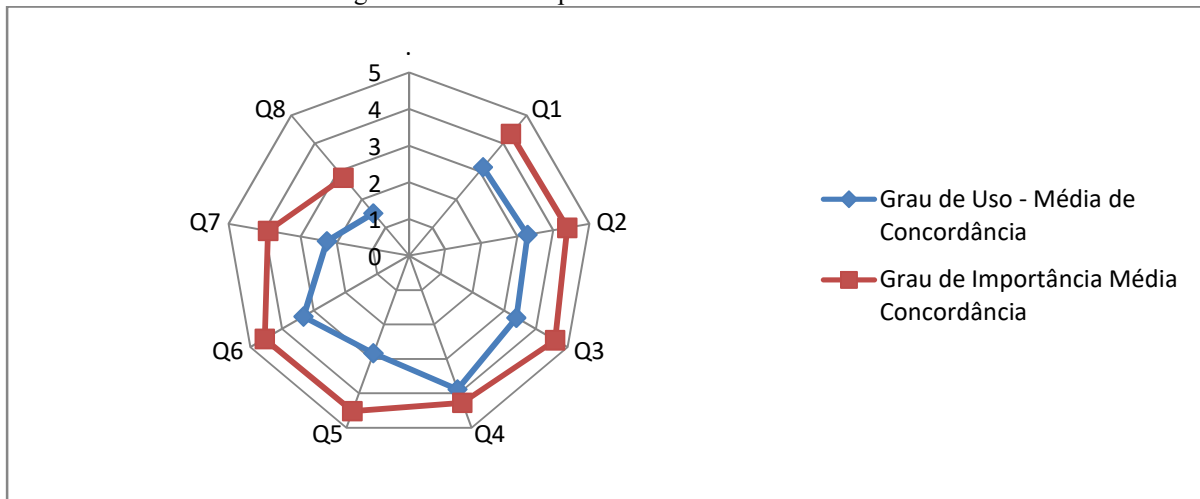 .
5
4
3
2
1
0
Q1
Q2
Q3
Q4
Q5
Q6
Q7
Q8
Grau de Uso - Média de
Concordância
Grau de Importância Média
Concordância